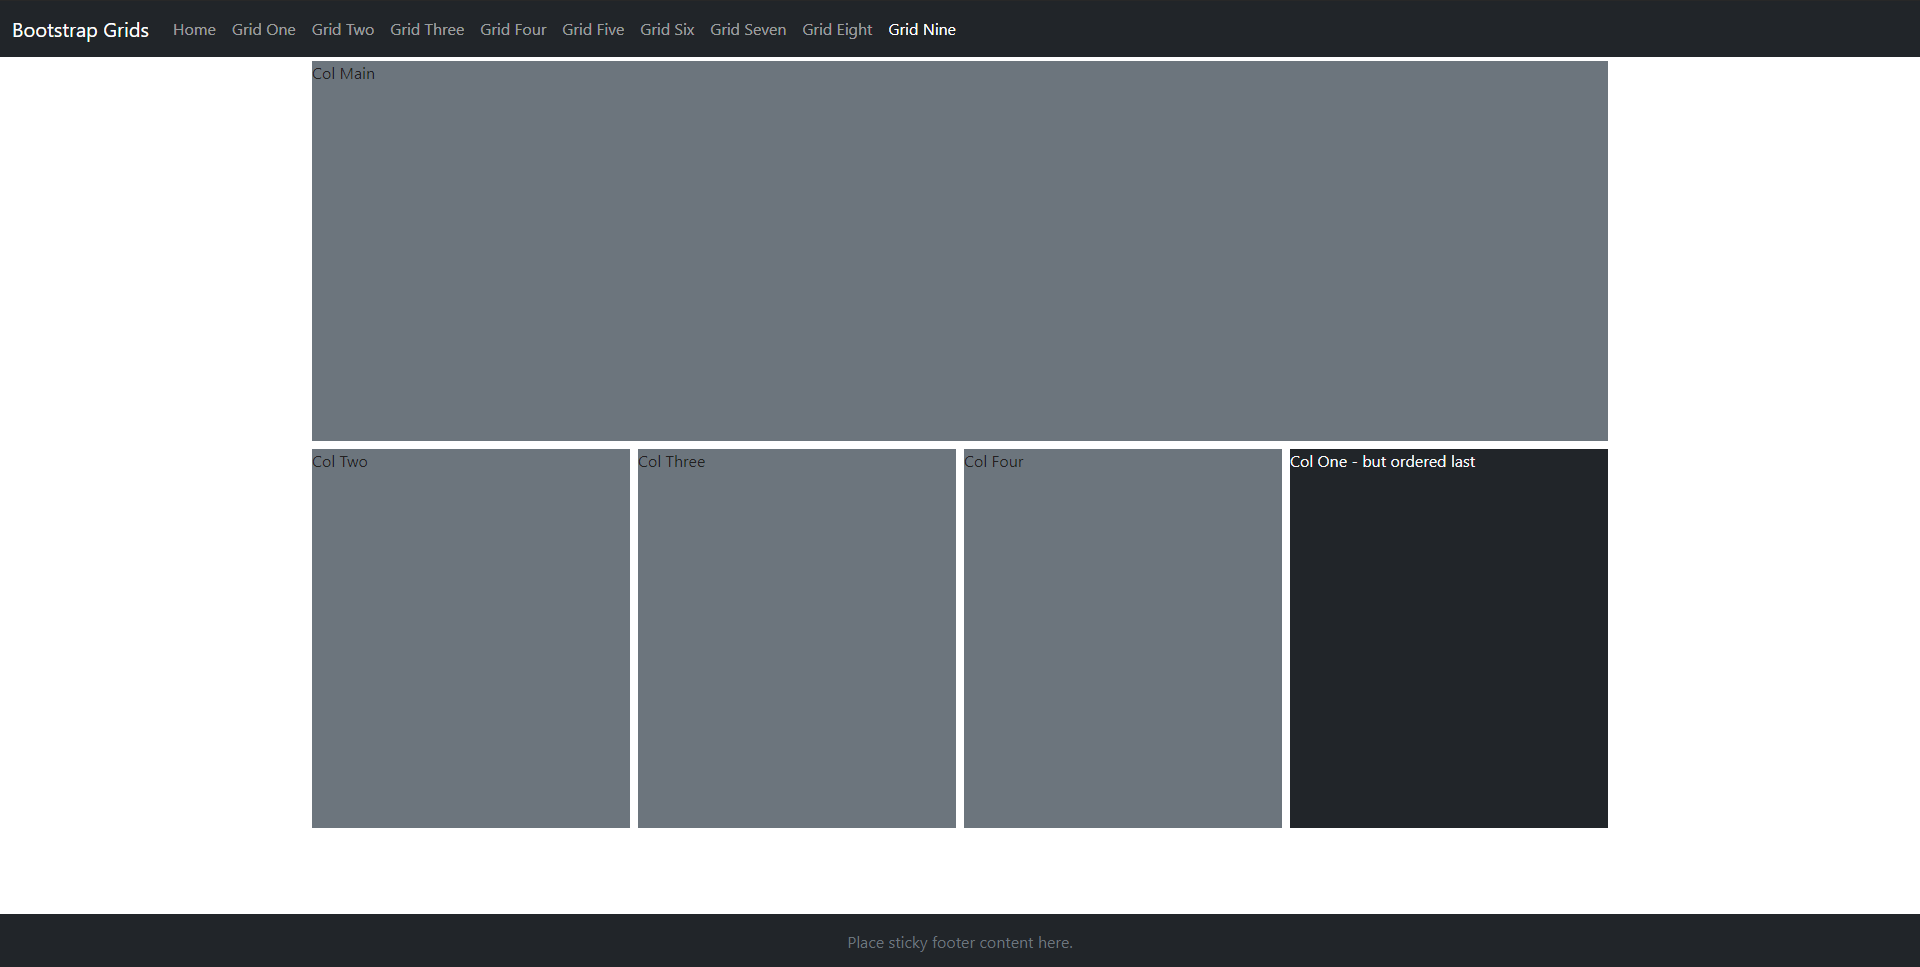 Bootstrap Grids Home Grid One Grid Two Grid Three Grid Four Grid Five Grid Six Grid Seven Grid Eight Grid Nine
Col Main
Col Two Col Three Col Four Col One - but ordered last
Place sticky footer content here.